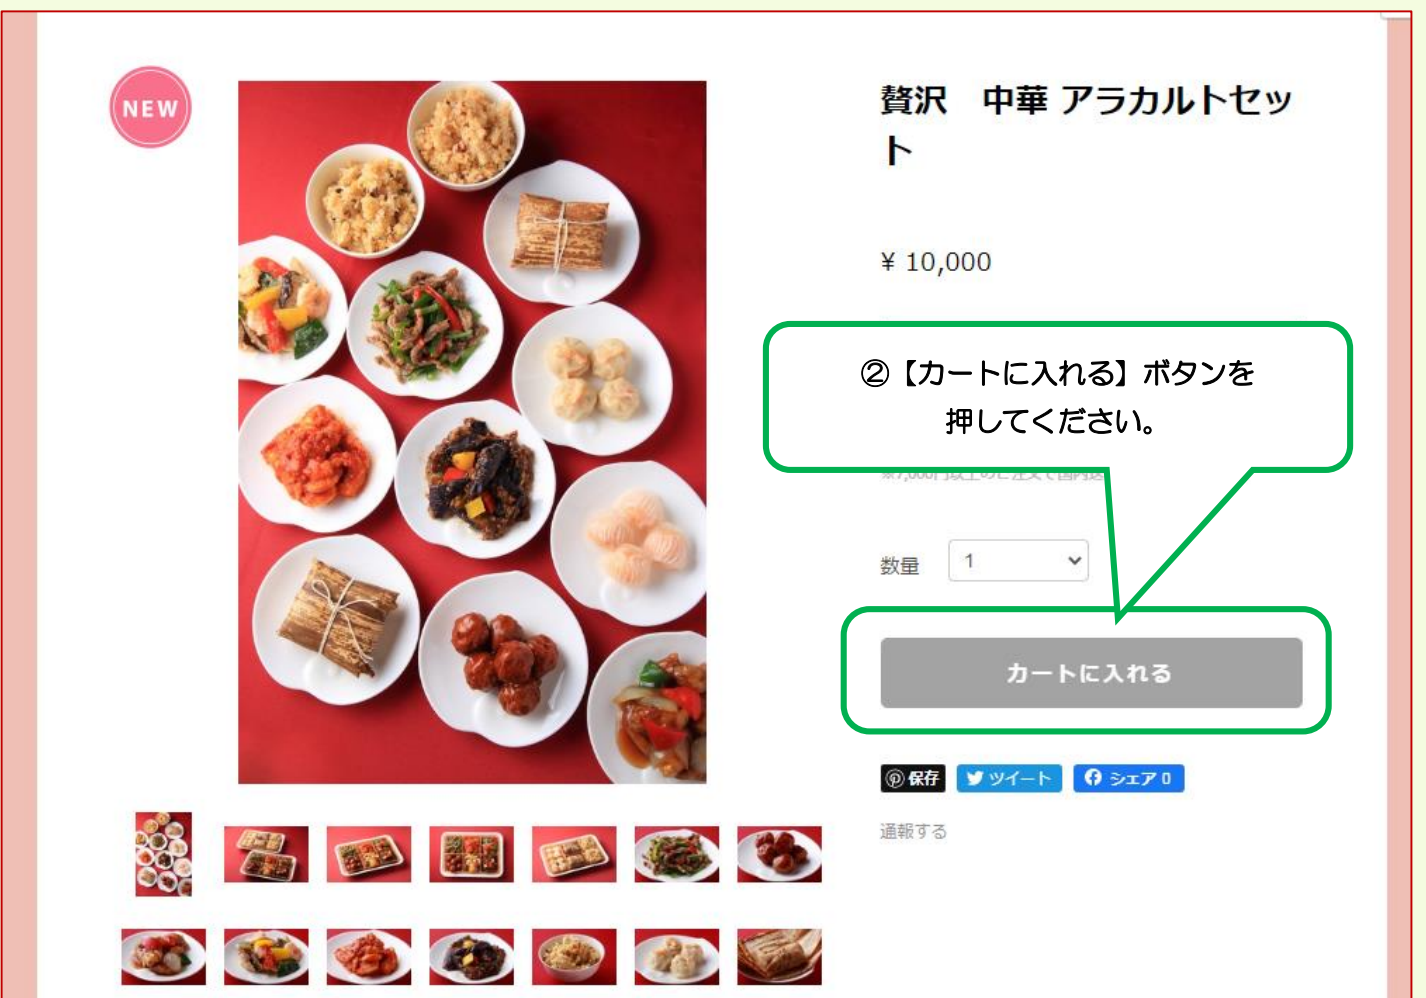 NEW
贅沢　中華 アラカルトセッ
ト
¥ 10,000
②【カートに入れる】ボタンを
押してください。
数量
1
カートに入れる
保存
ツイート
シェア 0
通報する